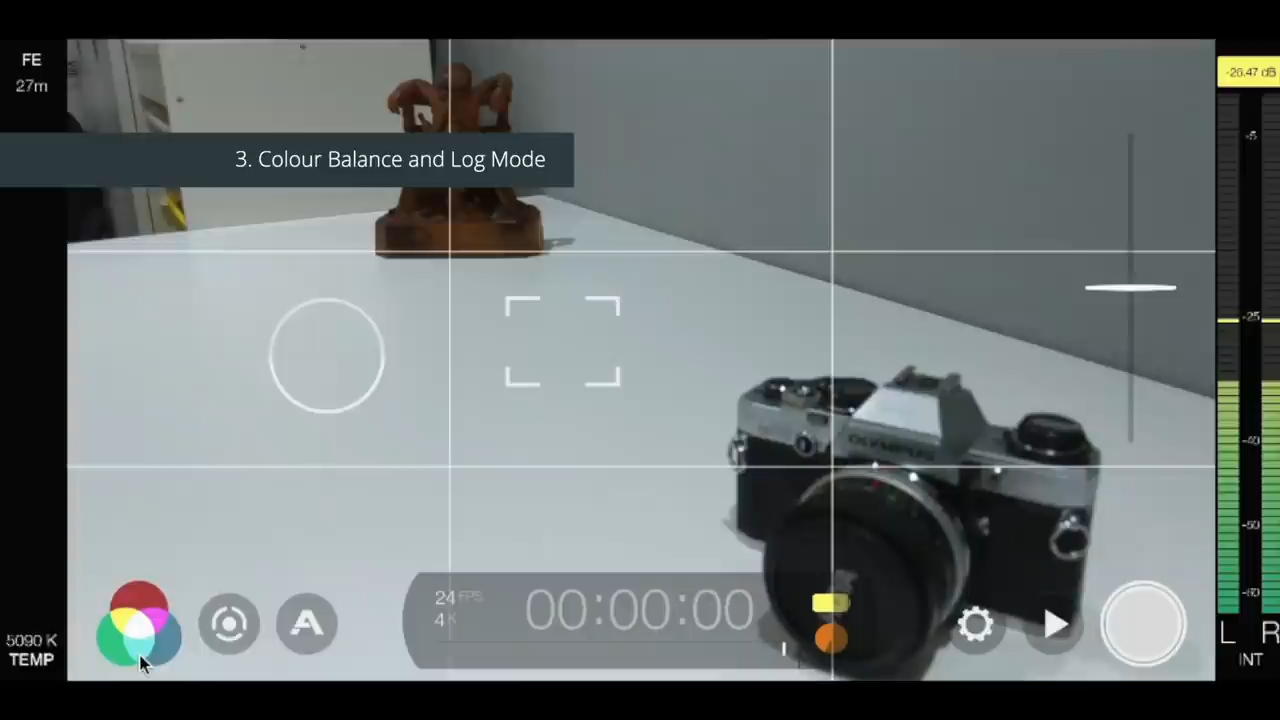 FE
27m
-26.47 dB
3. Colour Balance and Log Mode
-5
-25
-40
-50
-60
OLYMPUS
24 FPS
4K
00:00:00
5090 K
TEMP
L R
INT